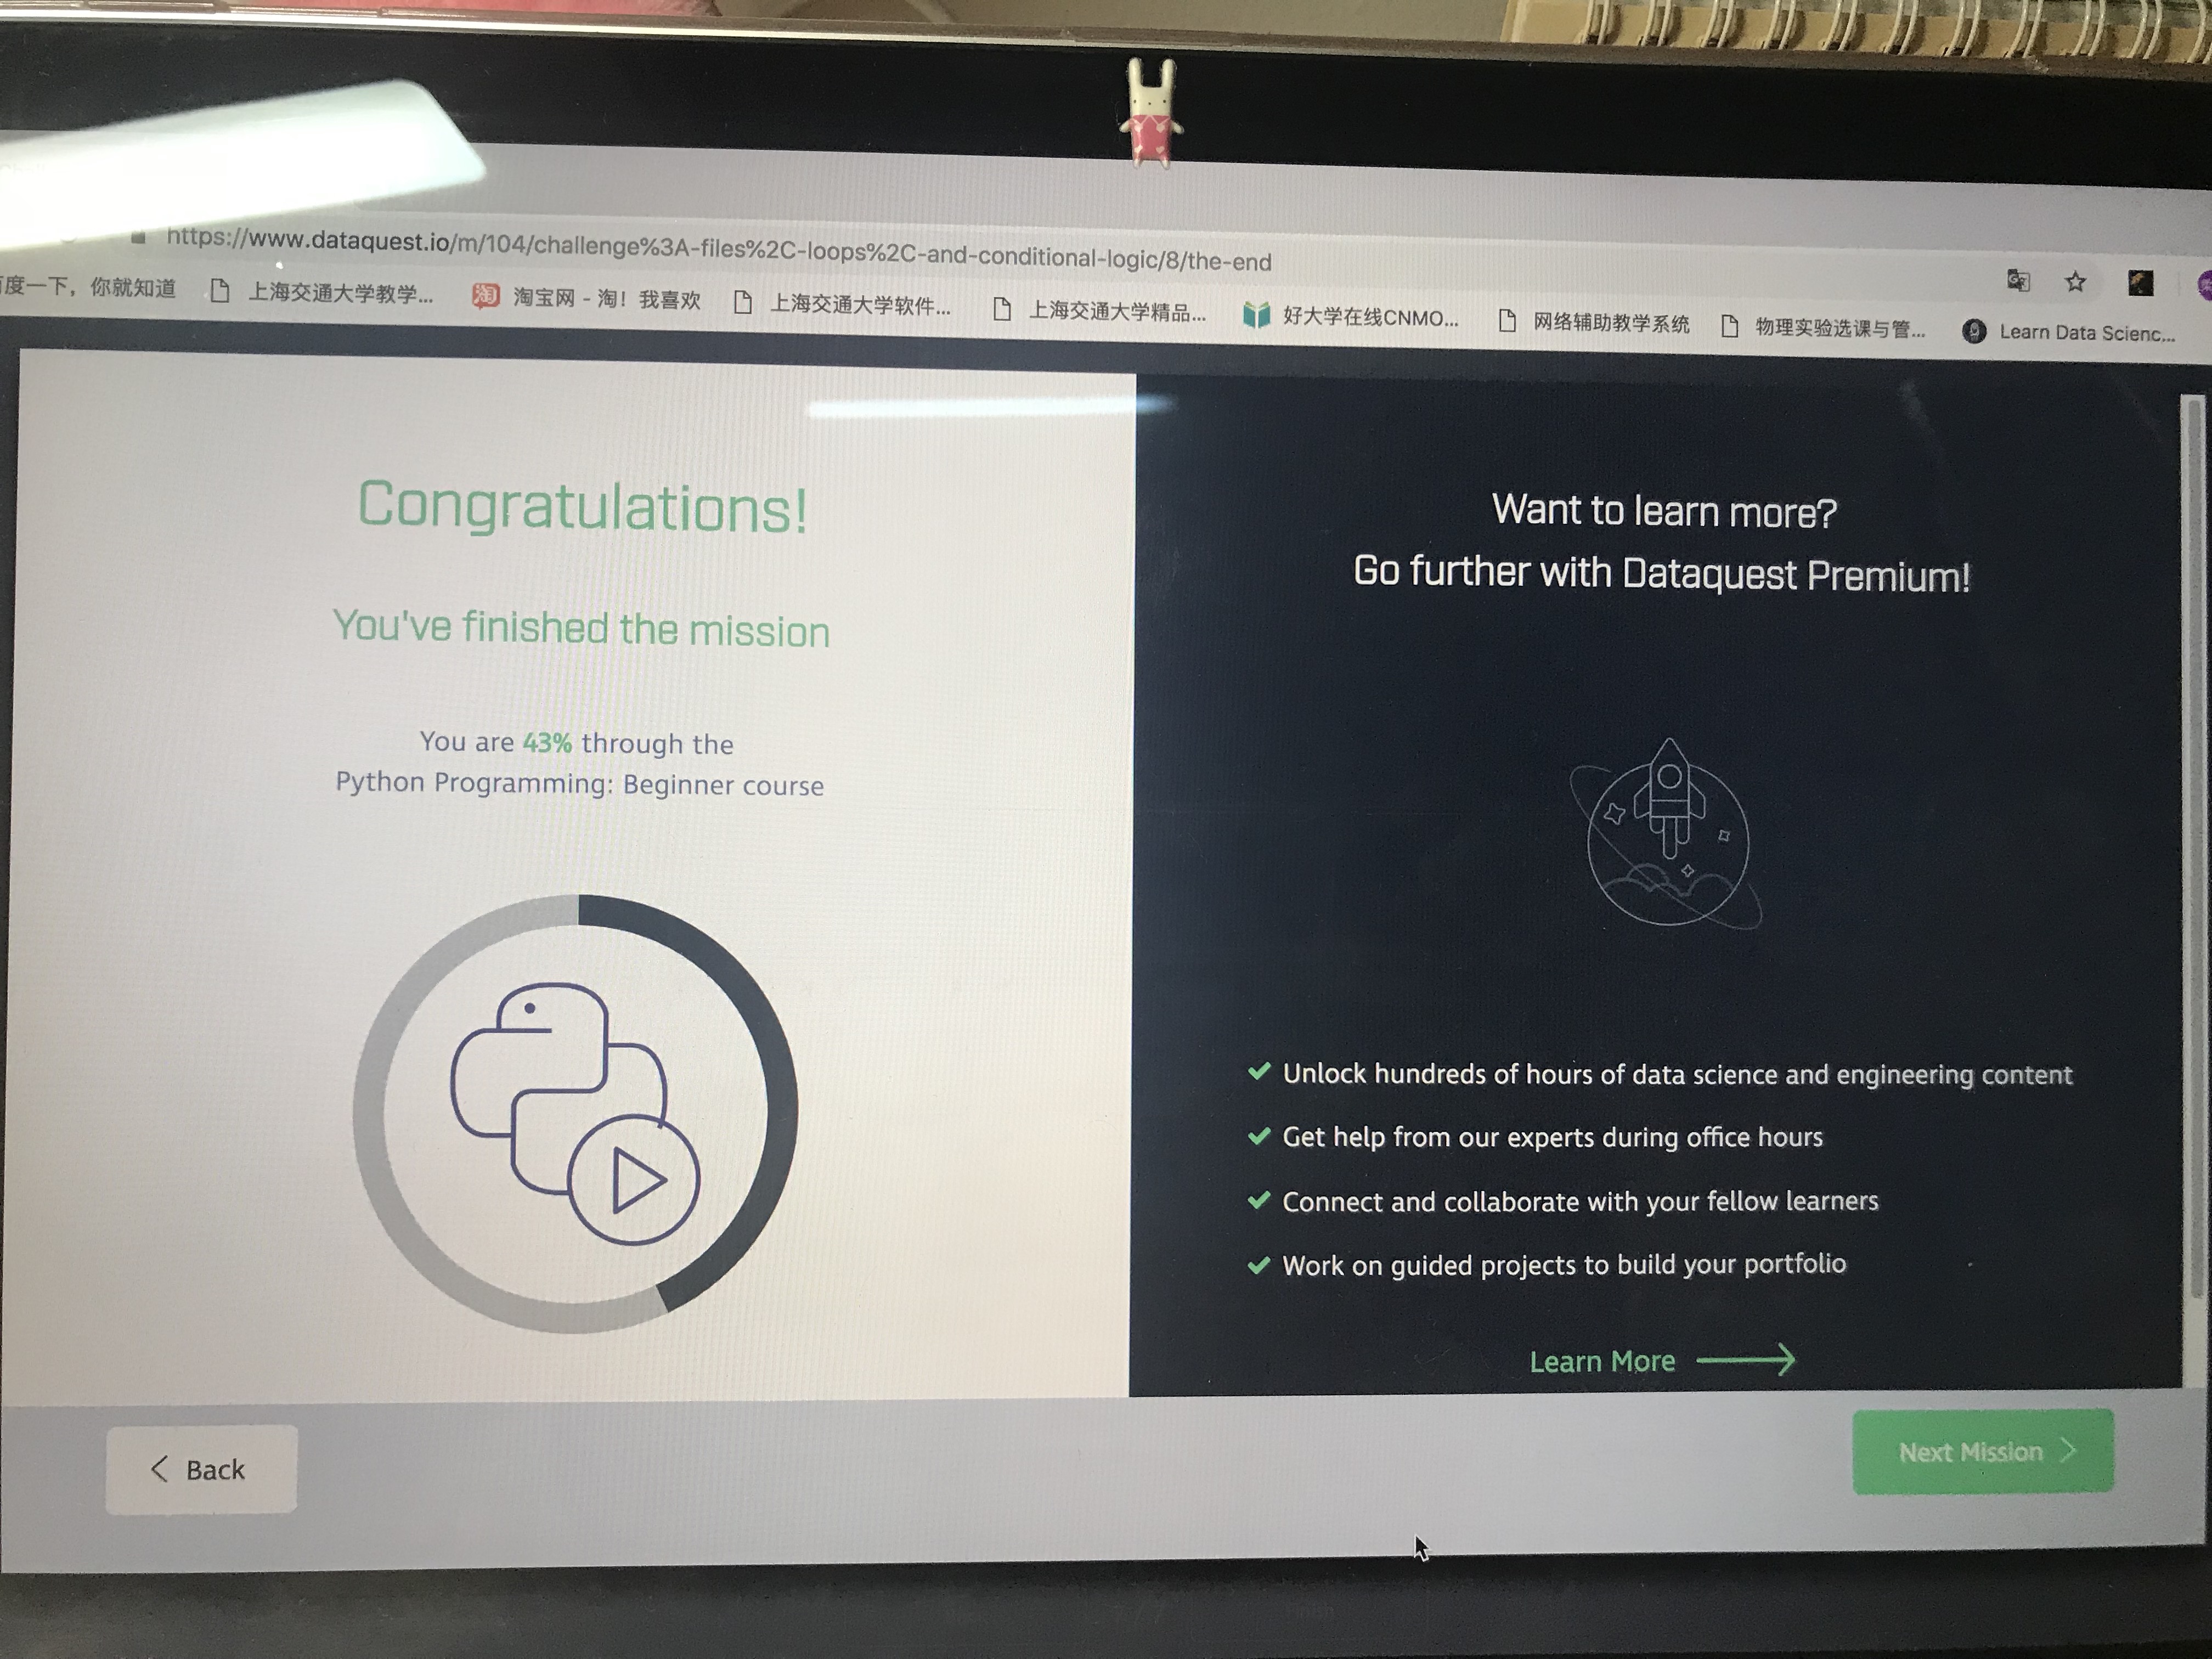 https://www.dataquest.io/m/104/challenge%3A-files%2C-loops%2C-and-conditional-logic/8/the-end
度一下，你就知道
上海交通大学教学...
淘 淘宝网 - 淘！我喜欢
上海交通大学软件...
上海交通大学精品...
好大学在线CNMO...
网络辅助教学系统
物理实验选课与管...
Learn Data Scienc...
Congratulations!
You've finished the mission
You are 43% through the
Python Programming: Beginner course
Want to learn more?
Go further with Dataquest Premium!
Unlock hundreds of hours of data science and engineering content
Get help from our experts during office hours
Connect and collaborate with your fellow learners
Work on guided projects to build your portfolio
Learn More
Back
Next Mission